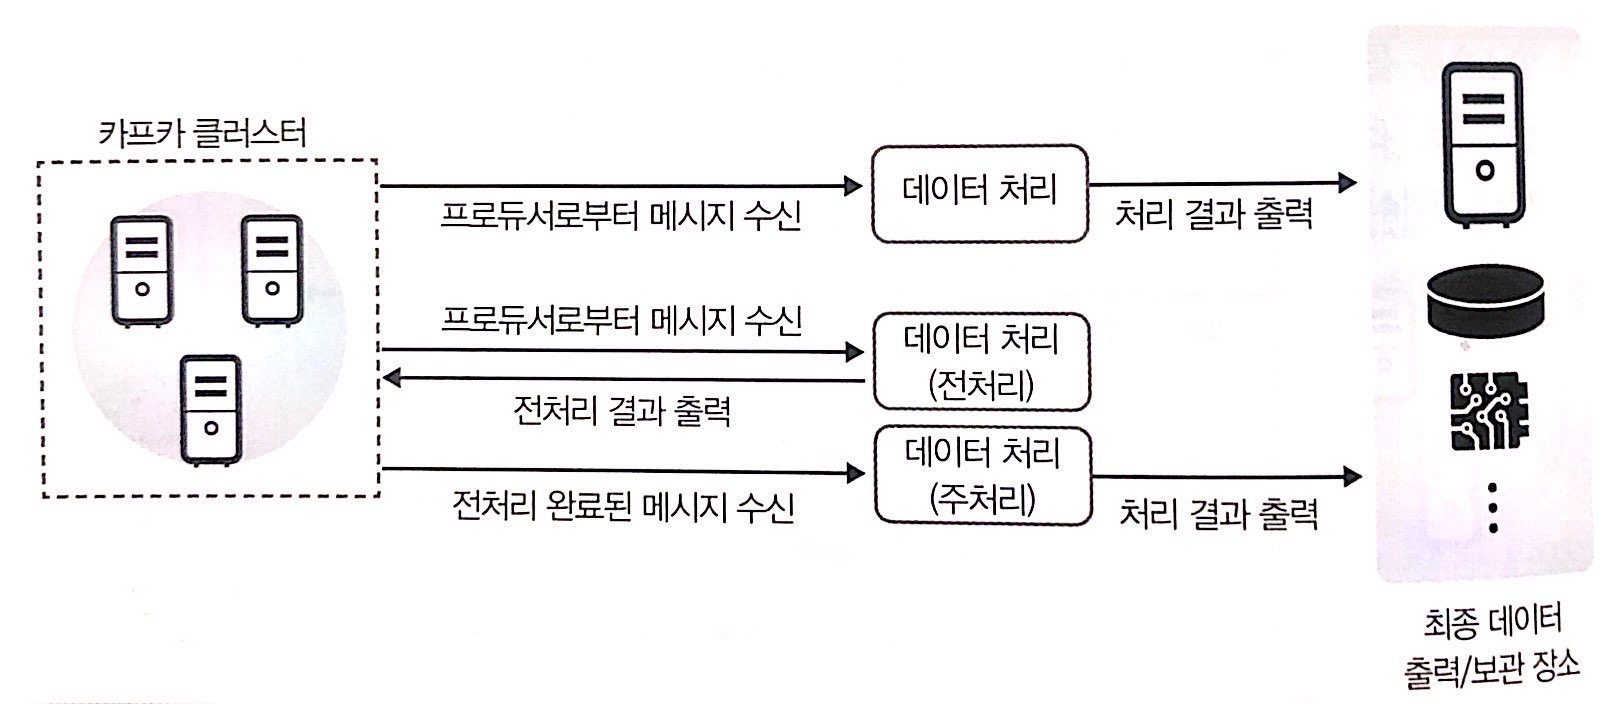 카프카 클러스터
프로듀서로부터 메시지 수신
데이터 처리
처리 결과 출력
프로듀서로부터 메시지 수신
데이터 처리
(전처리)
전처리 결과 출력
데이터 처리
(주처리)
전처리 완료된 메시지 수신
처리 결과 출력
최종 데이터
출력/보관 장소